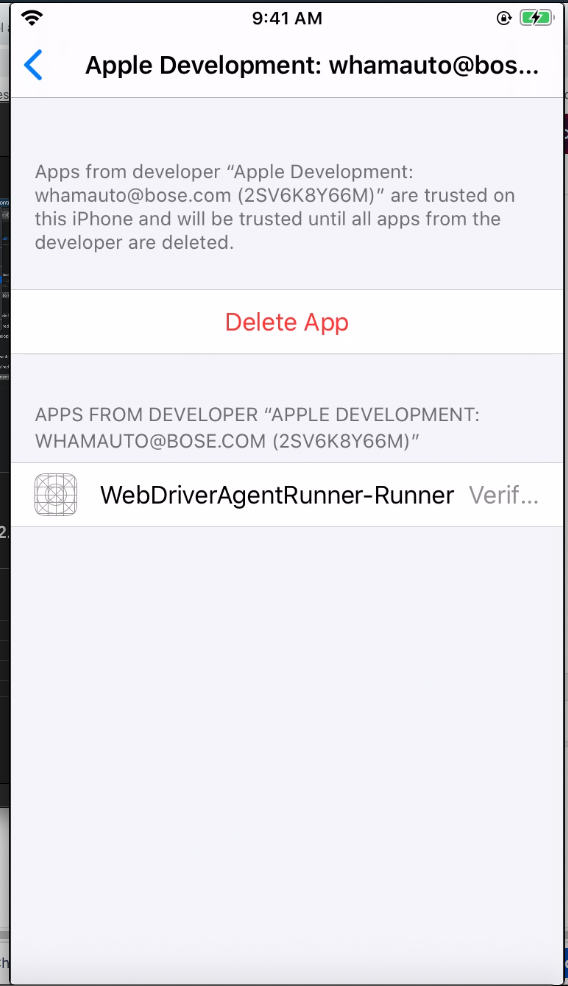 9:41 AM
Apple Development: whamauto@bos...
Apps from developer “Apple Development:
whamauto@bose.com (2SV6K8Y66M)” are trusted on
this iPhone and will be trusted until all apps from the
developer are deleted.
Delete App
APPS FROM DEVELOPER “APPLE DEVELOPMENT:
WHAMAUTO@BOSE.COM (2SV6K8Y66M)”
WebDriverAgentRunner-Runner Verif...